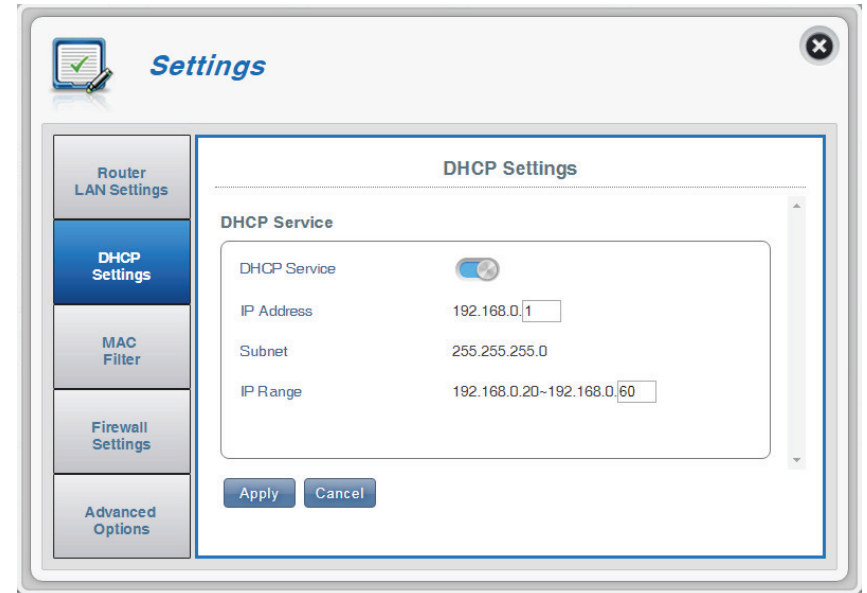 Settings
Router
LAN Settings
DHCP
Settings
MAC
Filter
Firewall
Settings
Advanced
Options
DHCP Settings
DHCP Service
DHCP Service
IP Address 192.168.0.1
Subnet 255.255.255.0
IP Range 192.168.0.20~192.168.0.60
Apply Cancel